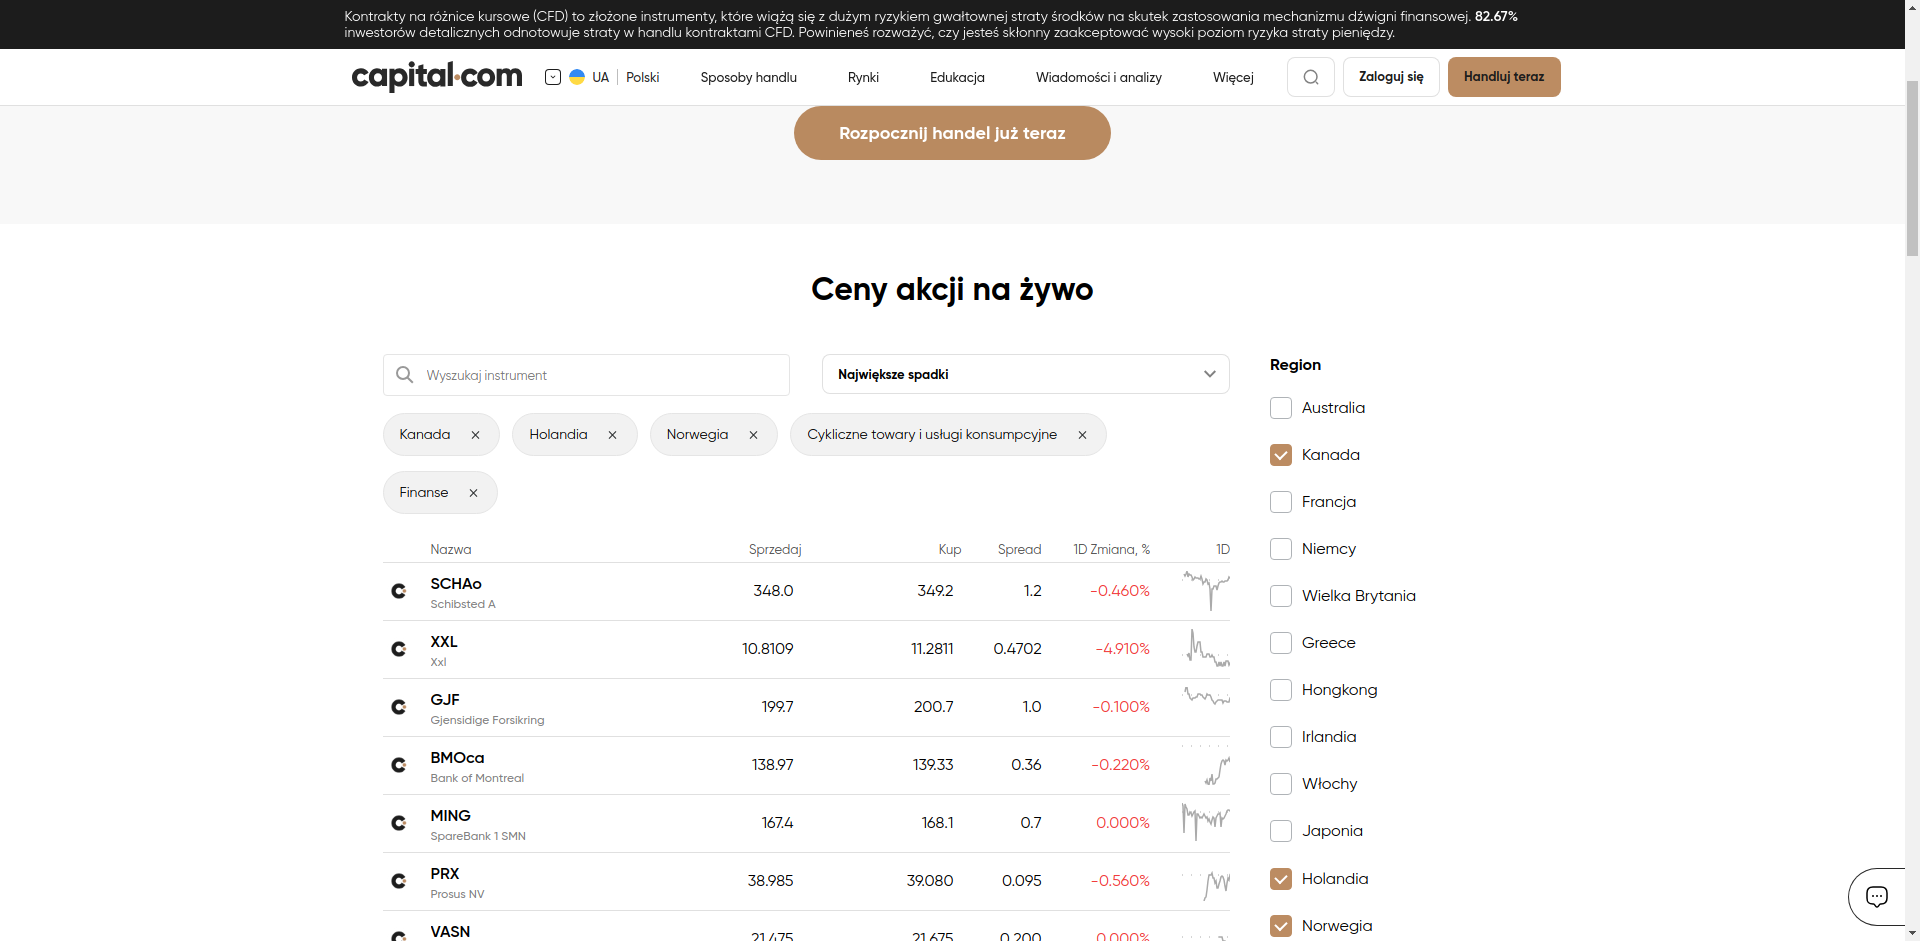 Kontrakty na różnice kursowe (CFD) to złożone instrumenty, które wiążą się z dużym ryzykiem gwałtownej straty środków na skutek zastosowania mechanizmu dźwigni finansowej. 82.67%
inwestorów detalicznych odnotowuje straty w handlu kontraktami CFD. Powinieneś rozważyć, czy jesteś skłonny zaakceptować wysoki poziom ryzyka straty pieniędzy.
capital.com UA Polski Sposoby handlu Rynki Edukacja Wiadomości i analizy Więcej Zaloguj się Handluj teraz
Rozpocznij handel już teraz
Ceny akcji na żywo
Wyszukaj instrument
Największe spadki
Kanada
Holandia
Norwegia
Cykliczne towary i usługi konsumpcyjne
Finanse
Nazwa Sprzedaj Kup Spread 1D Zmiana, % 1D
SCHAo 348.0 349.2 1.2 -0.460%
Schibsted A
XXL 10.8109 11.2811 0.4702 -4.910%
Xxl
GJF 199.7 200.7 1.0 -0.100%
Gjensidige Forsikring
BMOca 138.97 139.33 0.36 -0.220%
Bank of Montreal
MING 167.4 168.1 0.7 0.000%
SpareBank 1 SMN
PRX 38.985 39.080 0.095 -0.560%
Prosus NV
VASN 21.475 21.675 0.200 0.000%
Region
Australia
Kanada
Francja
Niemcy
Wielka Brytania
Greece
Hongkong
Irlandia
Włochy
Japonia
Holandia
Norwegia